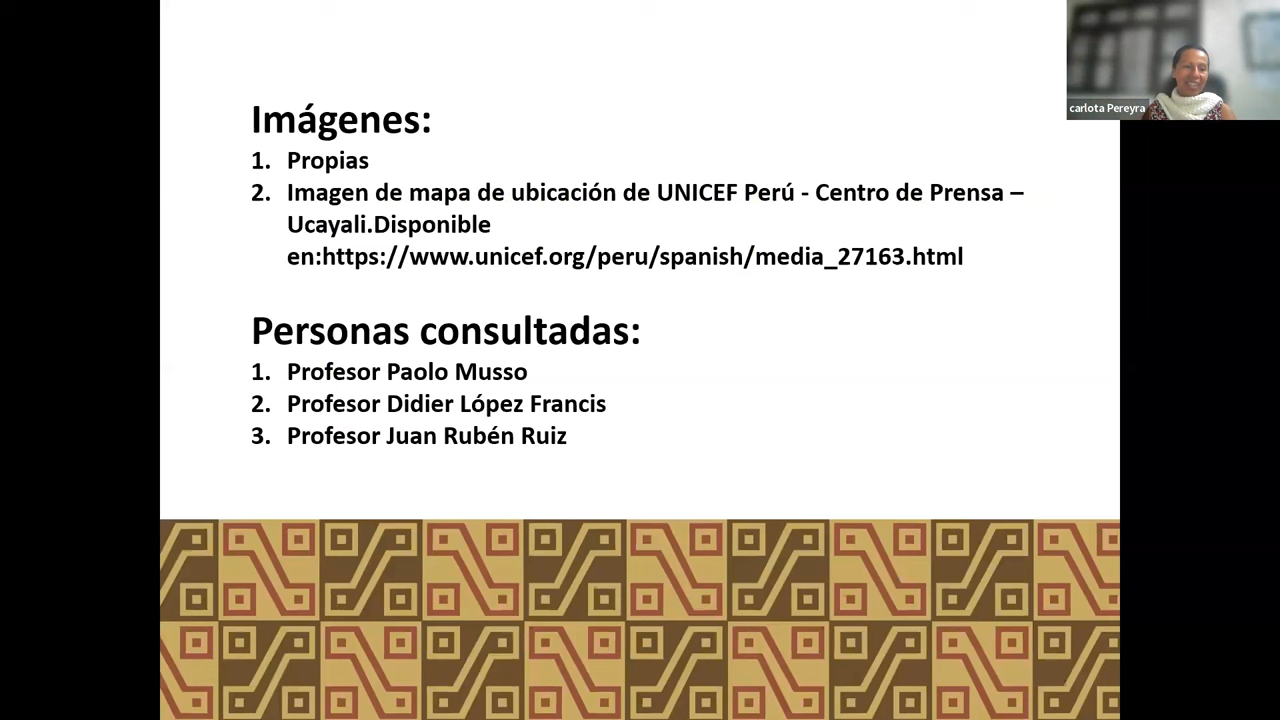 carlota Pereyra
Imágenes:
1. Propias
2. Imagen de mapa de ubicación de UNICEF Perú - Centro de Prensa –
Ucayali.Disponible
en:https://www.unicef.org/peru/spanish/media_27163.html
Personas consultadas:
1. Profesor Paolo Musso
2. Profesor Didier López Francis
3. Profesor Juan Rubén Ruiz